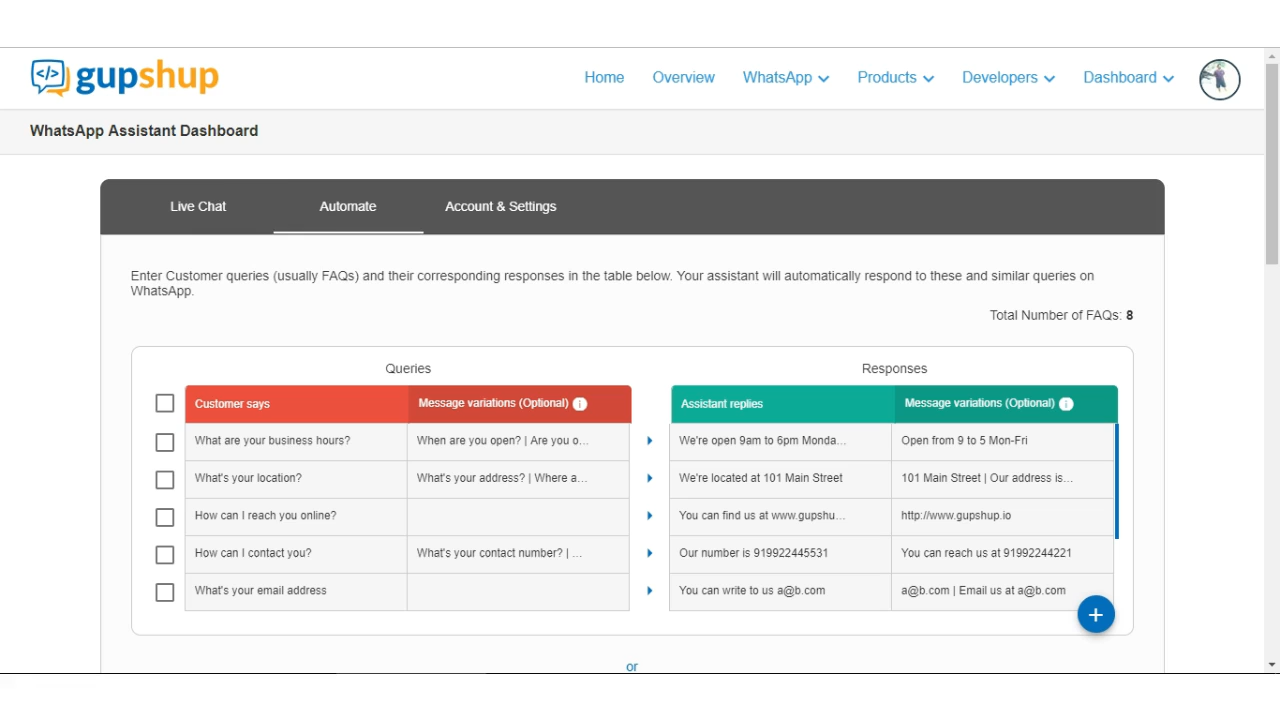 </> gupshup
Home Overview WhatsApp Products Developers Dashboard
WhatsApp Assistant Dashboard
Live Chat Automate Account & Settings
Enter Customer queries (usually FAQs) and their corresponding responses in the table below. Your assistant will automatically respond to these and similar queries on
WhatsApp.
Total Number of FAQs: 8
Queries Responses
Customer says Message variations (Optional) i Assistant replies Message variations (Optional) i
What are your business hours? When are you open? | Are you o... We're open 9am to 6pm Monda... Open from 9 to 5 Mon-Fri
What's your location? What's your address? | Where a... We're located at 101 Main Street 101 Main Street | Our address is...
How can I reach you online? You can find us at www.gupshu... http://www.gupshup.io
How can I contact you? What's your contact number? | ... Our number is 919922445531 You can reach us at 91992244221
What's your email address You can write to us a@b.com a@b.com | Email us at a@b.com
+
or